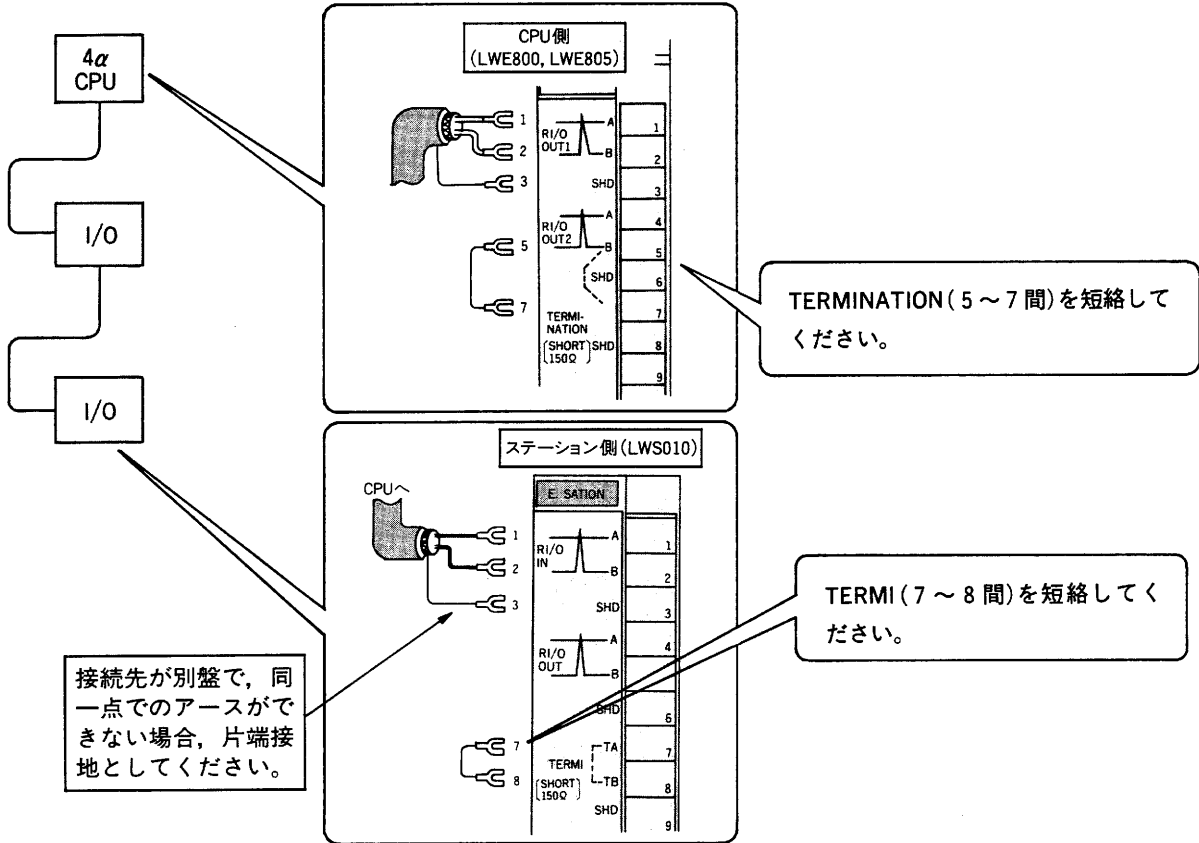 4α
CPU
I/O
I/O
CPU側
(LWE800, LWE805)
1
2
3
5
7
RI/O
OUT1
A
B
SHD
RI/O
OUT2
A
B
SHD
TERMI-
NATION
[SHORT]SHD
150Ω
1
2
3
4
5
6
7
8
9
TERMINATION(5～7間)を短絡して
ください。
ステーション側(LWS010)
CPUへ
E. SATION
1
2
3
7
8
RI/O
IN
A
B
SHD
RI/O
OUT
A
B
SHD
TERMI
TA
TB
[SHORT]
150Ω
SHD
1
2
3
4
6
7
8
9
TERMI(7～8間)を短絡してく
ださい。
接続先が別盤で，同
一点でのアースがで
きない場合，片端接
地としてください。